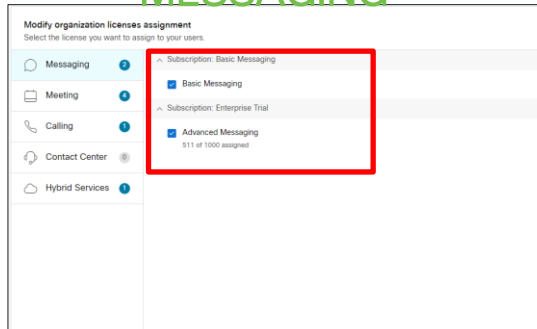 MESSAGING
Modify organization licenses assignment
Select the license you want to assign to your users.
Messaging 2
Meeting 4
Calling 1
Contact Center 0
Hybrid Services 1
Subscription: Basic Messaging
Basic Messaging
Subscription: Enterprise Trial
Advanced Messaging
511 of 1000 assigned